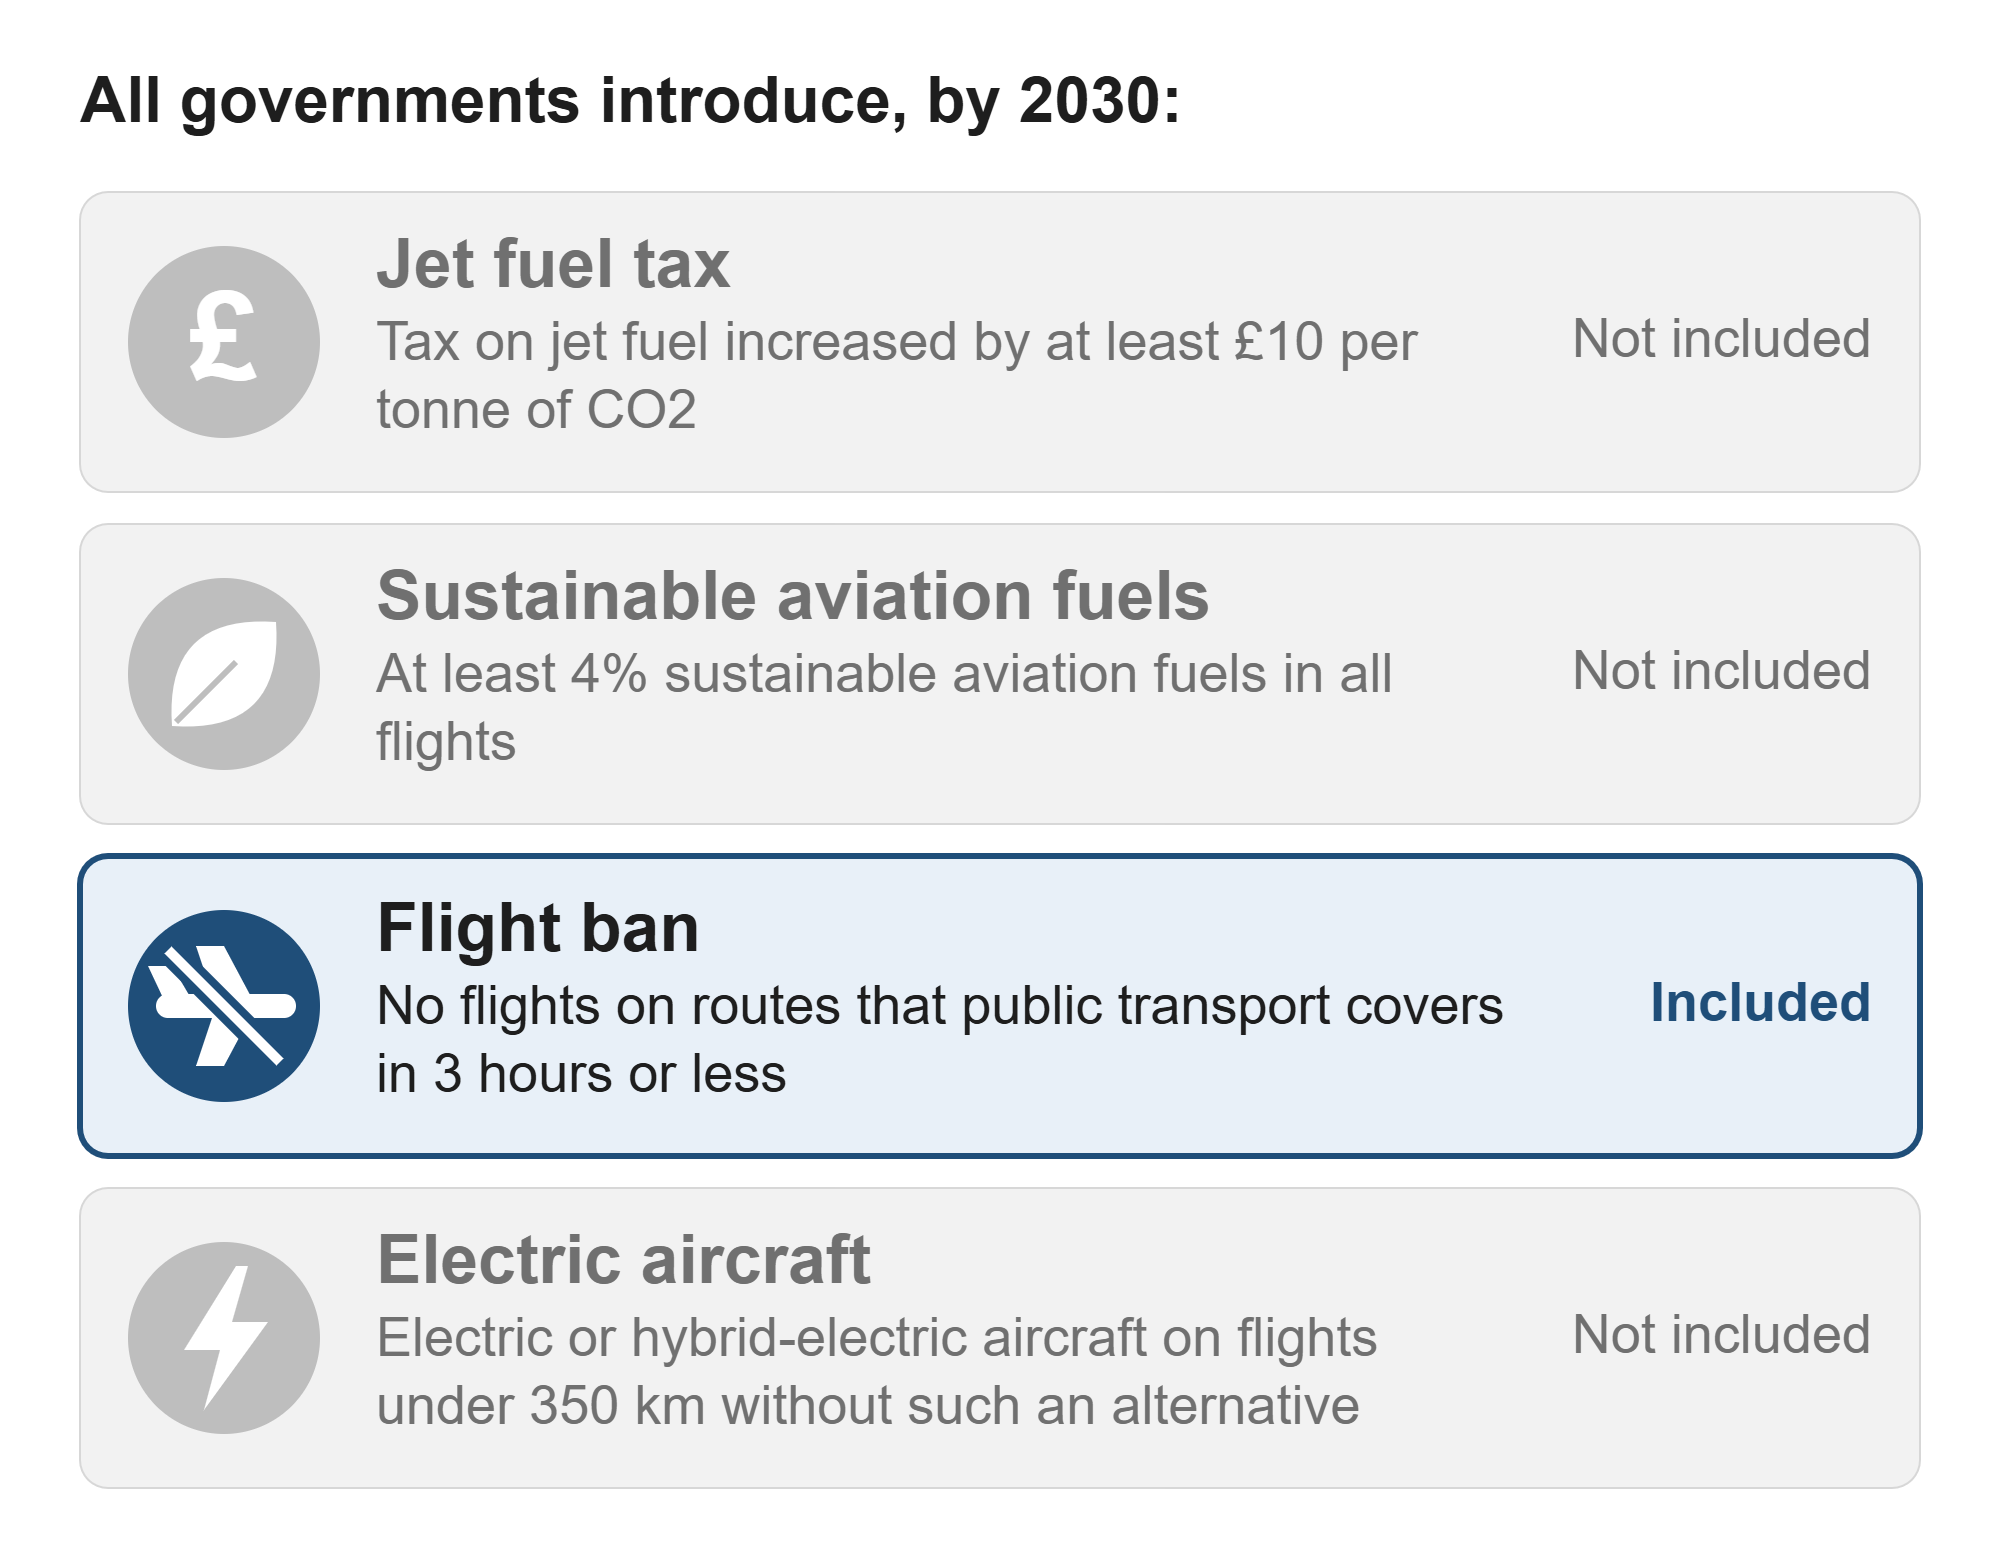 All governments introduce, by 2030:
£
Jet fuel tax
Tax on jet fuel increased by at least £10 per
tonne of CO2
Not included
Sustainable aviation fuels
At least 4% sustainable aviation fuels in all
flights
Not included
Flight ban
No flights on routes that public transport covers
in 3 hours or less
Included
Electric aircraft
Electric or hybrid-electric aircraft on flights
under 350 km without such an alternative
Not included